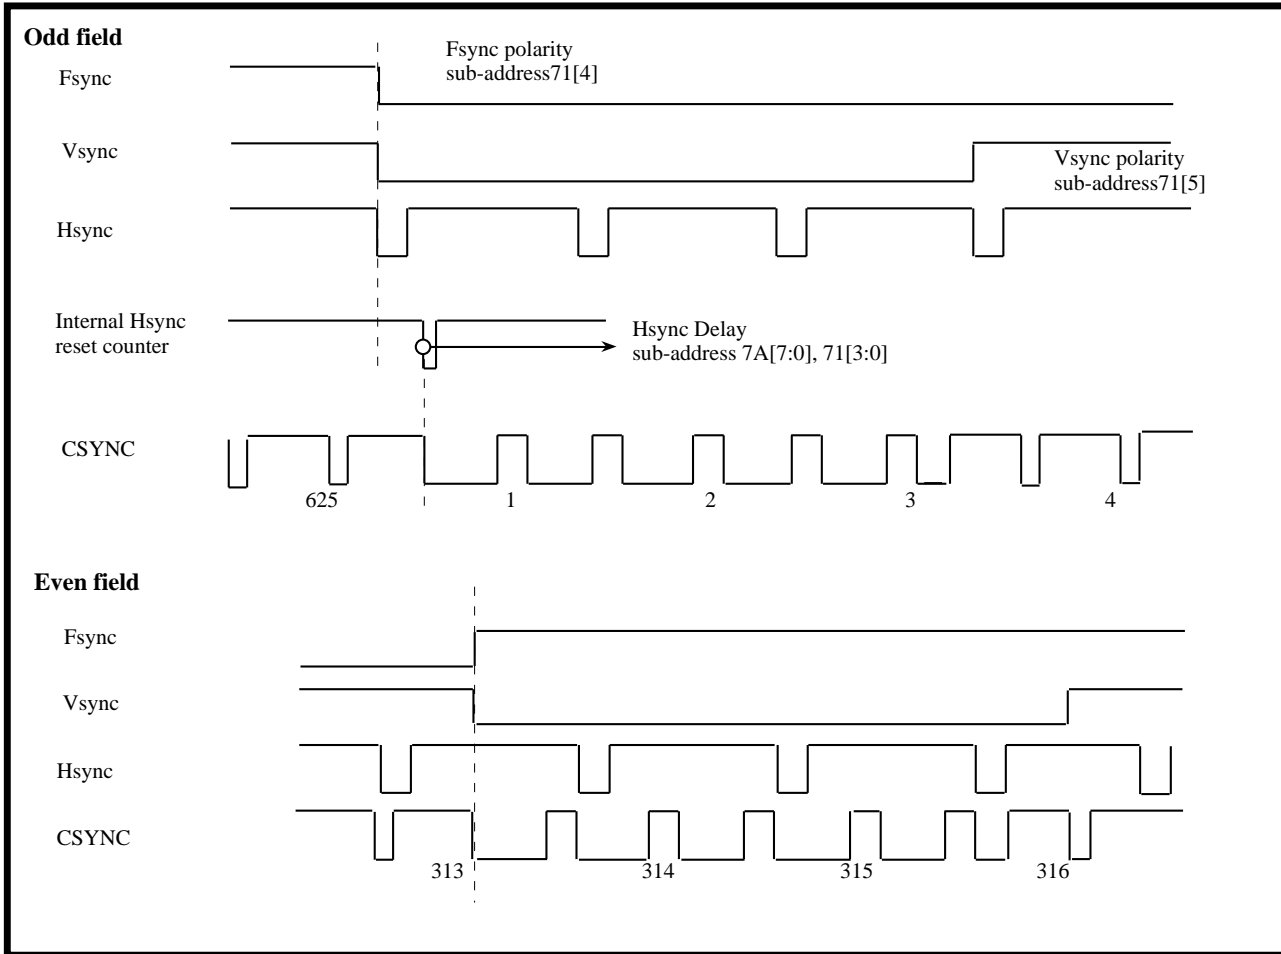 Odd field
Fsync
Fsync polarity
sub-address71[4]
Vsync
Vsync polarity
sub-address71[5]
Hsync
Internal Hsync
reset counter
Hsync Delay
sub-address 7A[7:0], 71[3:0]
CSYNC
625 1 2 3 4
Even field
Fsync
Vsync
Hsync
CSYNC
313 314 315 316